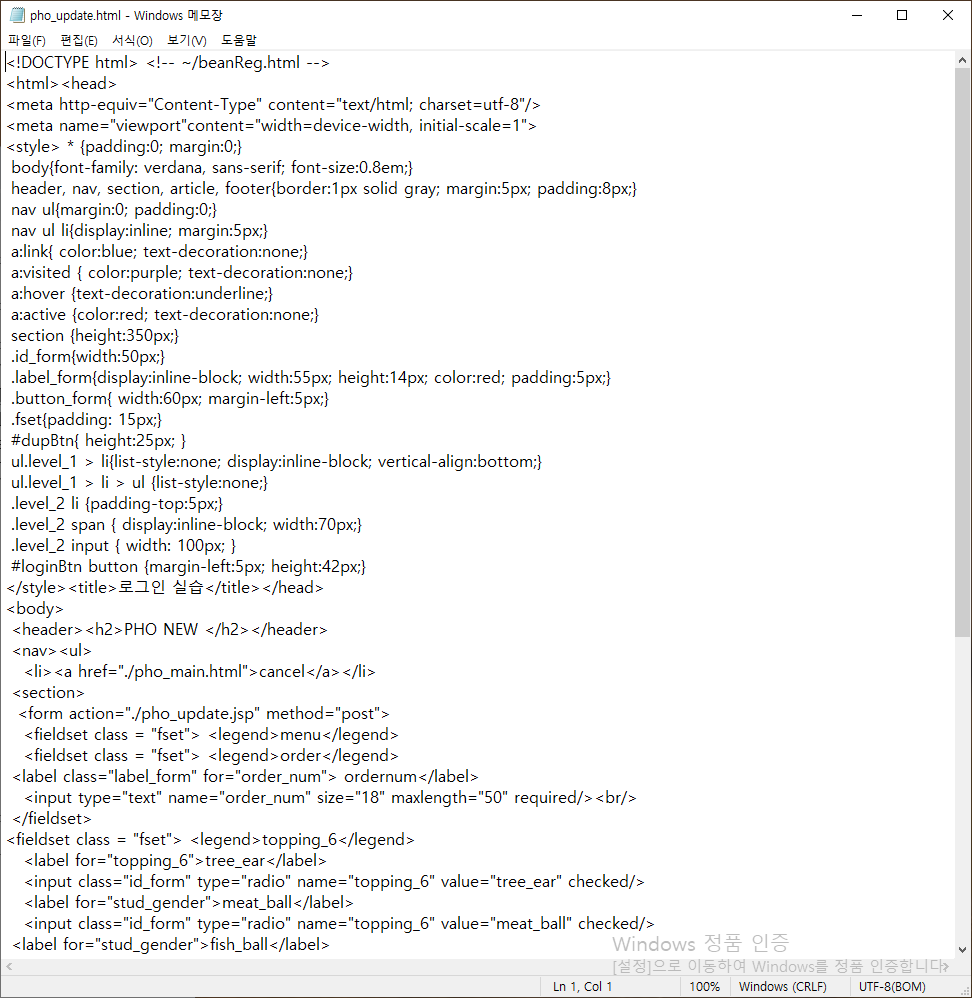 pho_update.html - Windows 메모장
파일(F) 편집(E) 서식(O) 보기(V) 도움말
<!DOCTYPE html> <!-- ~/beanReg.html -->
<html><head>
<meta http-equiv="Content-Type" content="text/html; charset=utf-8"/>
<meta name="viewport"content="width=device-width, initial-scale=1">
<style> * {padding:0; margin:0;}
body{font-family: verdana, sans-serif; font-size:0.8em;}
header, nav, section, article, footer{border:1px solid gray; margin:5px; padding:8px;}
nav ul{margin:0; padding:0;}
nav ul li{display:inline; margin:5px;}
a:link{ color:blue; text-decoration:none;}
a:visited { color:purple; text-decoration:none;}
a:hover {text-decoration:underline;}
a:active {color:red; text-decoration:none;}
section {height:350px;}
.id_form{width:50px;}
.label_form{display:inline-block; width:55px; height:14px; color:red; padding:5px;}
.button_form{ width:60px; margin-left:5px;}
.fset{padding: 15px;}
#dupBtn{ height:25px; }
ul.level_1 > li{list-style:none; display:inline-block; vertical-align:bottom;}
ul.level_1 > li > ul {list-style:none;}
.level_2 li {padding-top:5px;}
.level_2 span { display:inline-block; width:70px;}
.level_2 input { width: 100px; }
#loginBtn button {margin-left:5px; height:42px;}
</style><title>로그인 실습</title></head>
<body>
<header><h2>PHO NEW </h2></header>
<nav><ul>
<li><a href="./pho_main.html">cancel</a></li>
<section>
<form action="./pho_update.jsp" method="post">
<fieldset class = "fset"> <legend>menu</legend>
<fieldset class = "fset"> <legend>order</legend>
<label class="label_form" for="order_num"> ordernum</label>
<input type="text" name="order_num" size="18" maxlength="50" required/><br/>
</fieldset>
<fieldset class = "fset"> <legend>topping_6</legend>
<label for="topping_6">tree_ear</label>
<input class="id_form" type="radio" name="topping_6" value="tree_ear" checked/>
<label for="stud_gender">meat_ball</label>
<input class="id_form" type="radio" name="topping_6" value="meat_ball" checked/>
<label for="stud_gender">fish_ball</label>
Windows 정품 인증
[설정]으로 이동하여 Windows를 정품 인증합니다.
Ln 1, Col 1 100% Windows (CRLF) UTF-8(BOM)